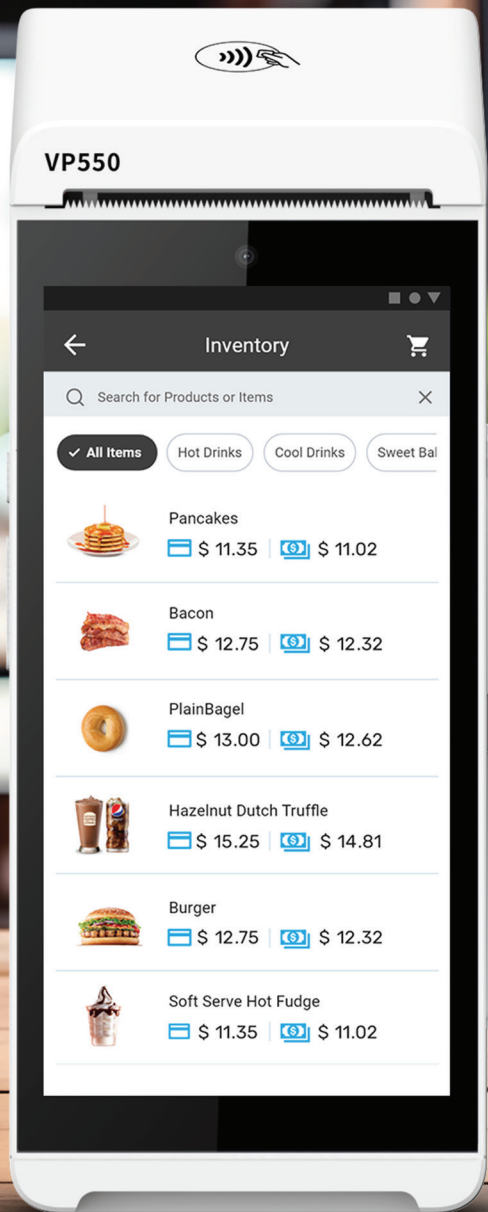 VP550
Inventory
Search for Products or Items
All Items Hot Drinks Cool Drinks Sweet Bal
Pancakes
$ 11.35 $ 11.02
Bacon
$ 12.75 $ 12.32
PlainBagel
$ 13.00 $ 12.62
Hazelnut Dutch Truffle
$ 15.25 $ 14.81
Burger
$ 12.75 $ 12.32
Soft Serve Hot Fudge
$ 11.35 $ 11.02